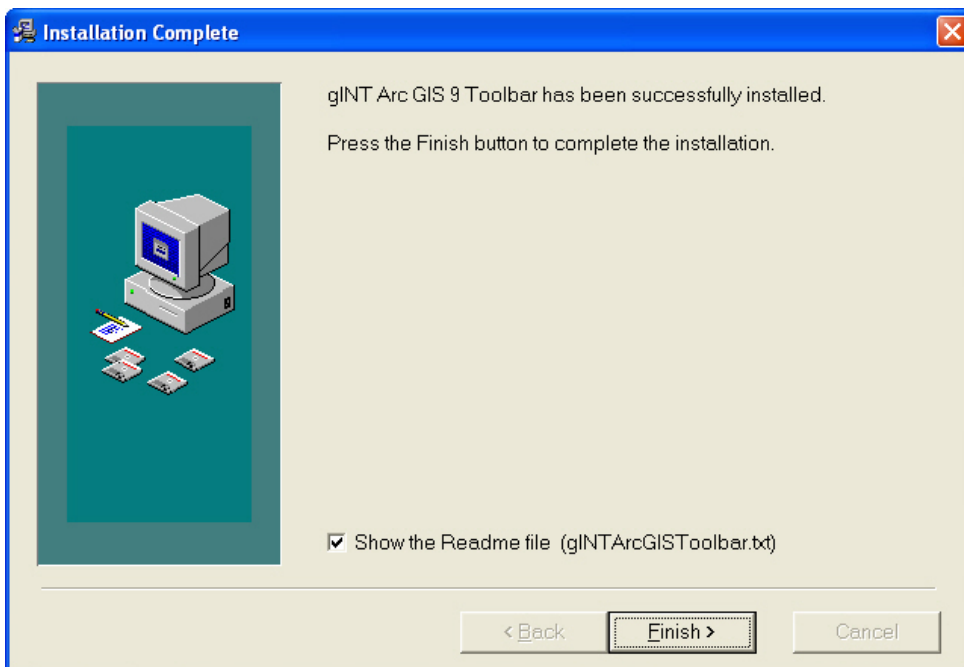 Installation Complete
gINT Arc GIS 9 Toolbar has been successfully installed.
Press the Finish button to complete the installation.
Show the Readme file (gINTArcGISToolbar.txt)
< Back
Finish >
Cancel